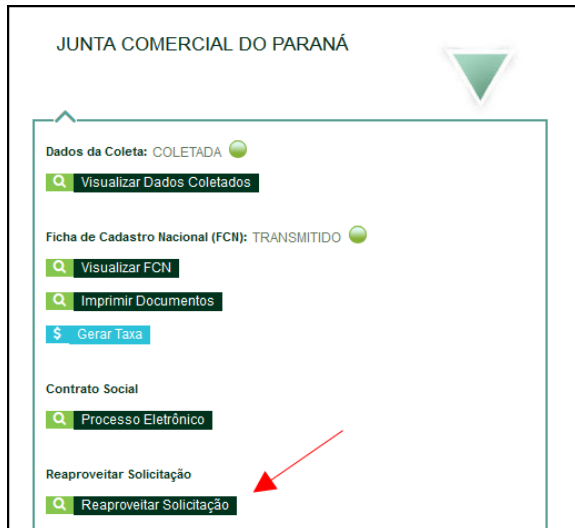 JUNTA COMERCIAL DO PARANÁ
Dados da Coleta: COLETADA
Visualizar Dados Coletados
Ficha de Cadastro Nacional (FCN): TRANSMITIDO
Visualizar FCN
Imprimir Documentos
$ Gerar Taxa
Contrato Social
Processo Eletrônico
Reaproveitar Solicitação
Reaproveitar Solicitação